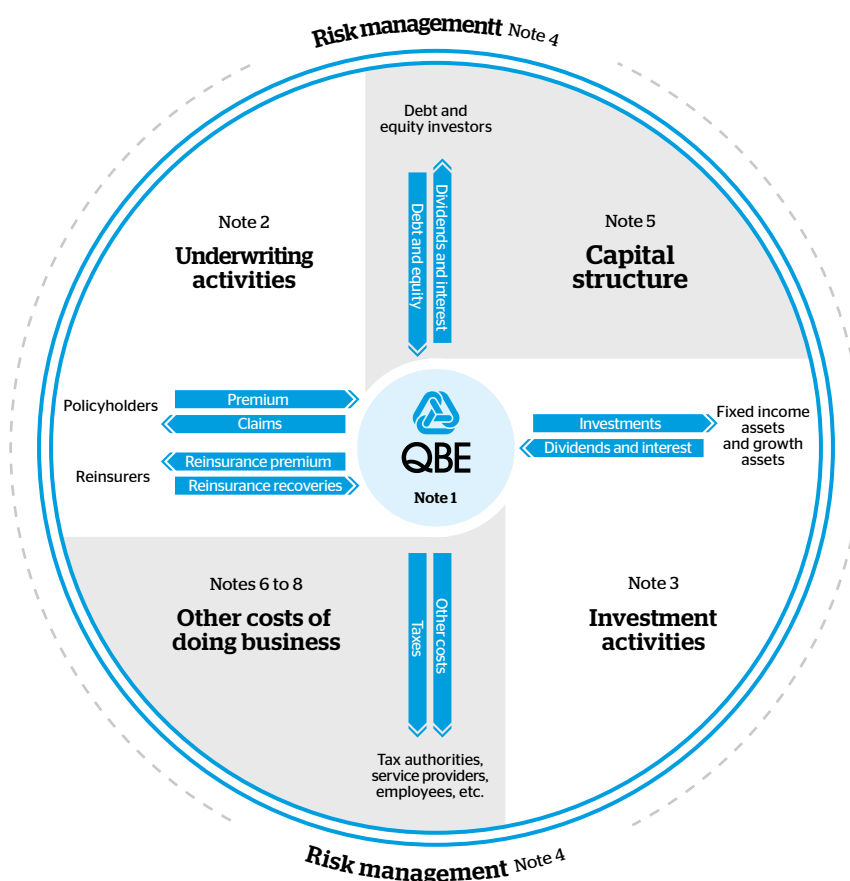 Risk managementt Note 4
Debt and
equity investors
Debt and equity
Dividends and interest
Note 2
Underwriting
activities
Note 5
Capital
structure
Policyholders
Premium
Claims
Reinsurers
Reinsurance premium
Reinsurance recoveries
QBE
Note 1
Investments
Dividends and interest
Fixed income
assets
and growth
assets
Notes 6 to 8
Other costs of
doing business
Taxes
Other costs
Note 3
Investment
activities
Tax authorities,
service providers,
employees, etc.
Risk management Note 4